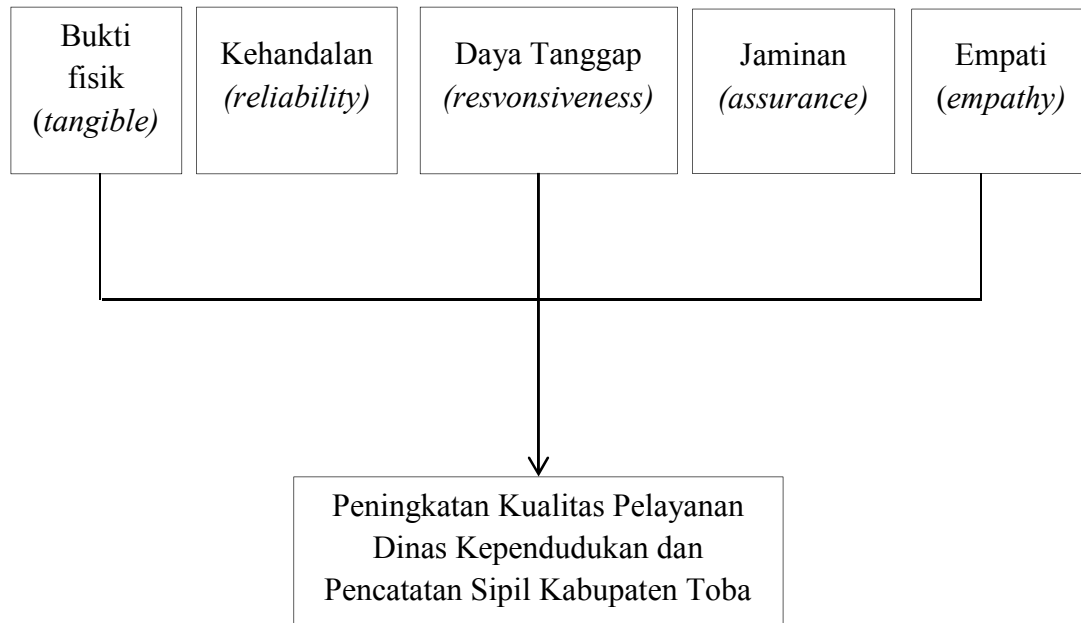 Bukti
fisik
(tangible)
Kehandalan
(reliability)
Daya Tanggap
(resvonsiveness)
Jaminan
(assurance)
Empati
(empathy)
Peningkatan Kualitas Pelayanan
Dinas Kependudukan dan
Pencatatan Sipil Kabupaten Toba